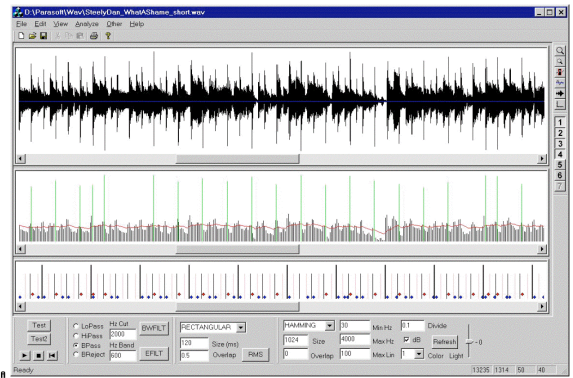 D:\Parasoft\Wav\SteelyDan_WhatAShame_short.wav
File Edit View Analyze Other Help
1
2
3
4
5
6
7
Test
Test2
LoPass
HiPass
BPass
BReject
Hz Cut
2000
Hz Band
600
BWFILT
EFILT
RECTANGULAR
120 Size (ms)
0.5 Overlap RMS
HAMMING
1024 Size
0 Overlap
30 Min Hz
4000 Max Hz
100 Max Lin
0.1 Divide
dB Refresh
1 Color Light
-0
Ready
13235 1314 50 40
fl